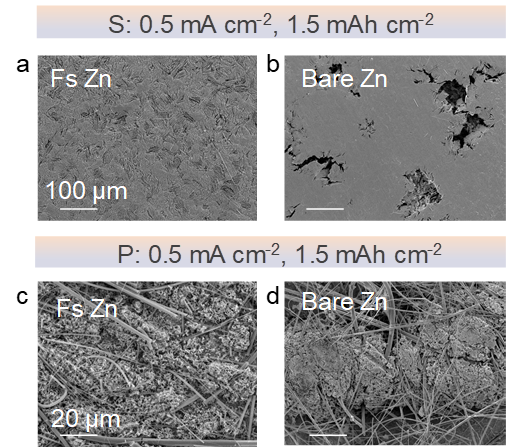 S: 0.5 mA cm⁻², 1.5 mAh cm⁻²
a
Fs Zn
100 µm
b
Bare Zn
P: 0.5 mA cm⁻², 1.5 mAh cm⁻²
c
Fs Zn
20 µm
d
Bare Zn